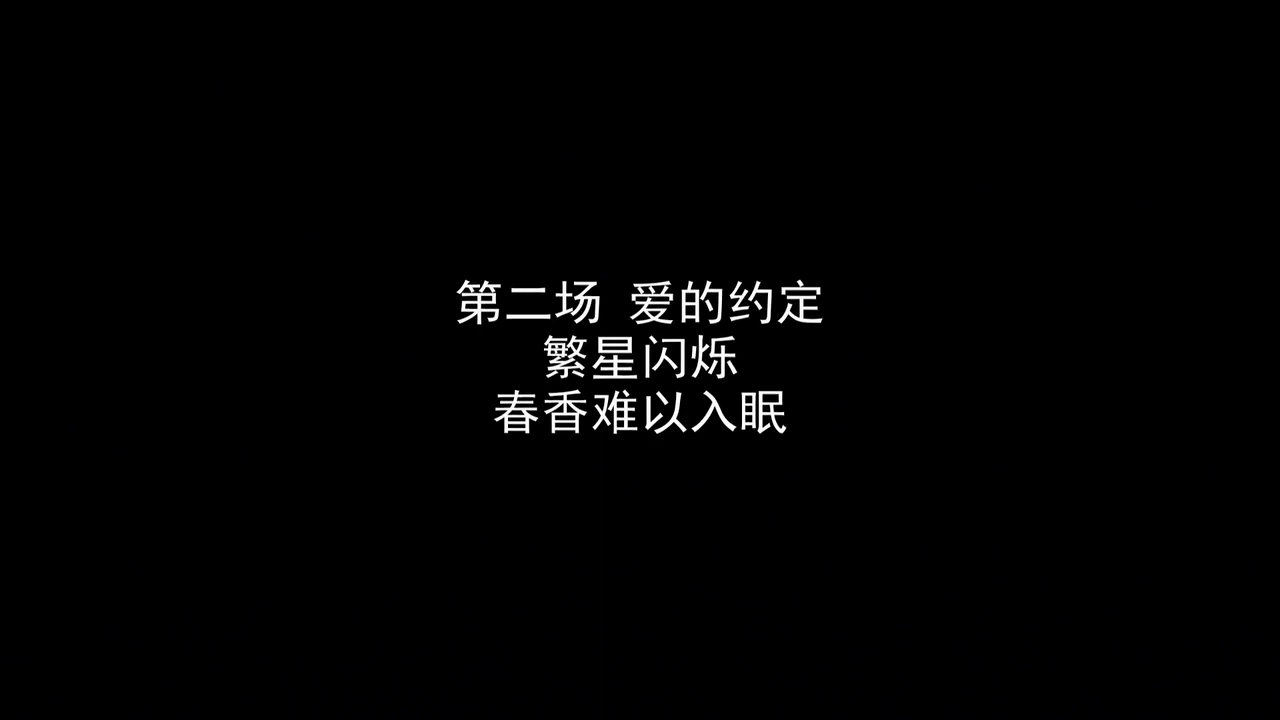 第二场 爱的约定
繁星闪烁
春香难以入眠